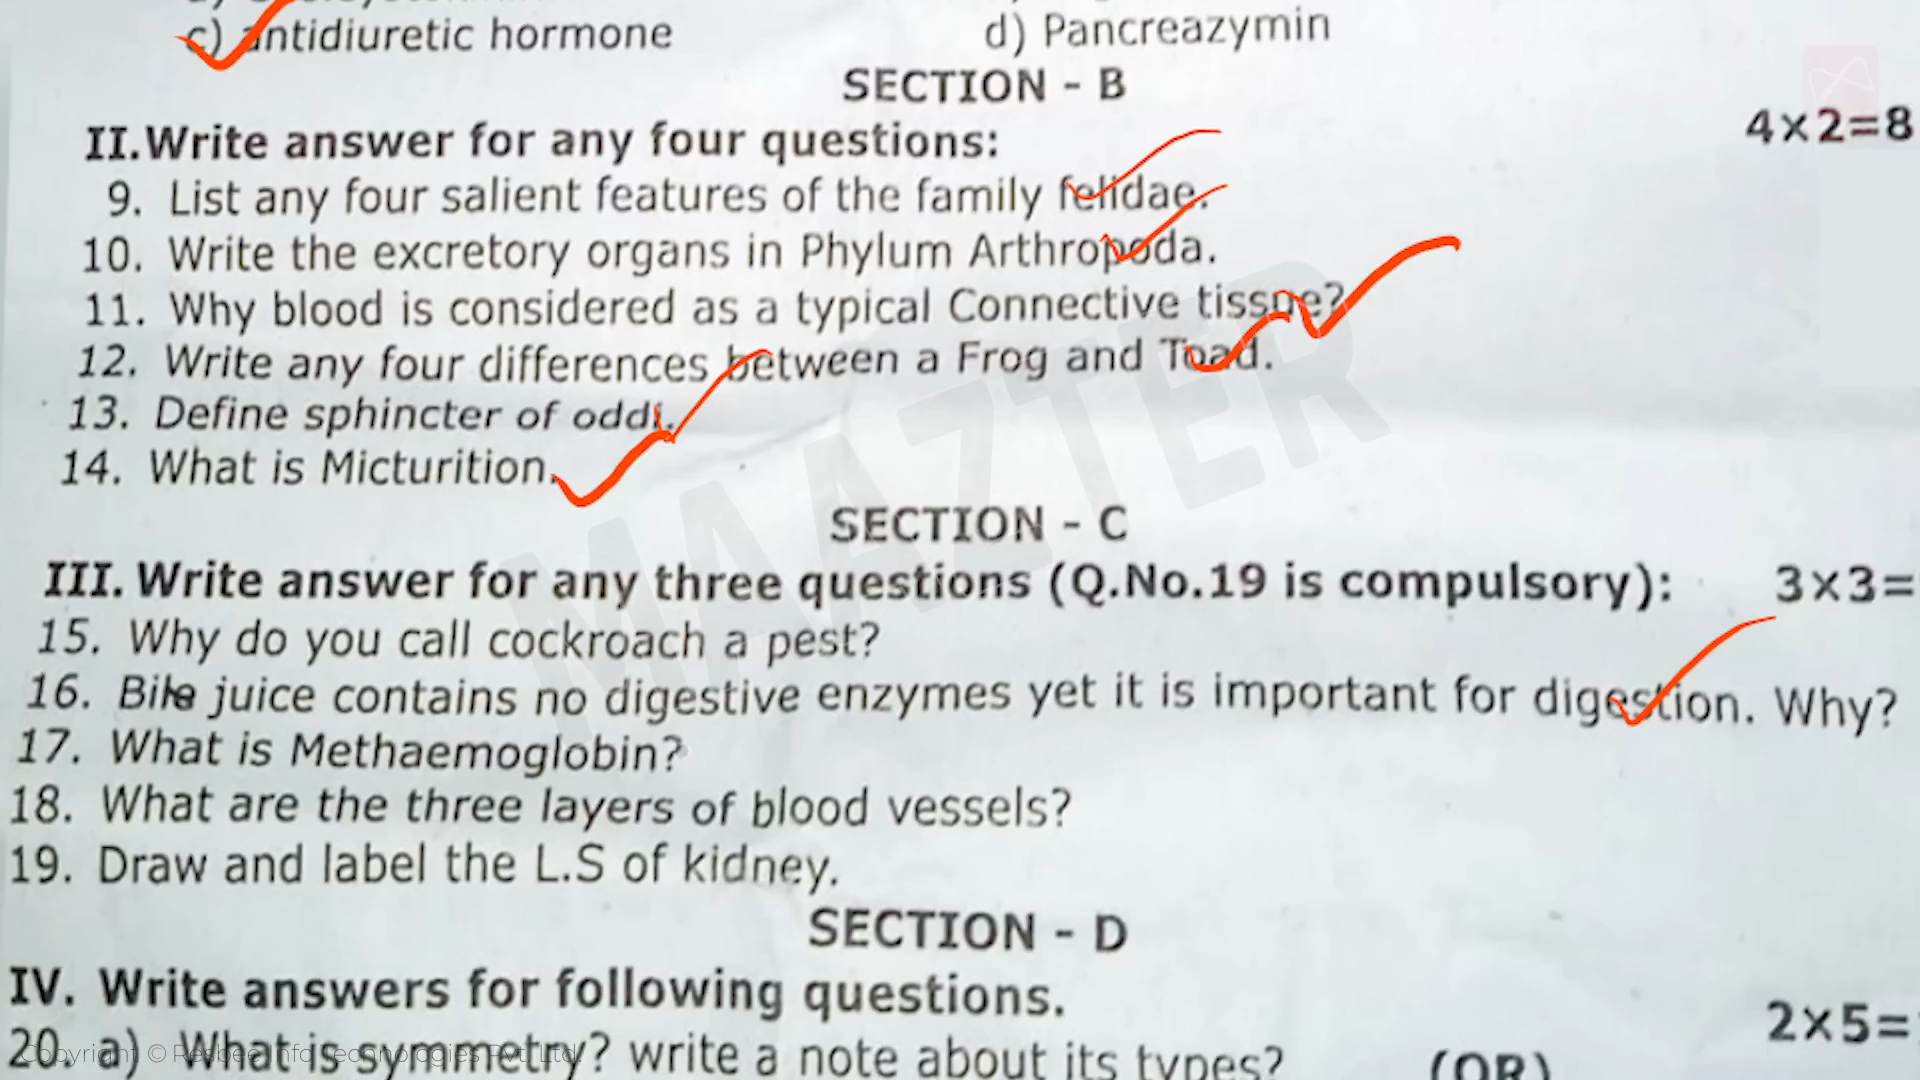 c) antidiuretic hormone d) Pancreazymin
SECTION - B
II.Write answer for any four questions: 4×2=8
9. List any four salient features of the family felidae.
10. Write the excretory organs in Phylum Arthropoda.
11. Why blood is considered as a typical Connective tissue?
12. Write any four differences between a Frog and Toad.
13. Define sphincter of oddi.
14. What is Micturition.
SECTION - C
III. Write answer for any three questions (Q.No.19 is compulsory): 3×3=
15. Why do you call cockroach a pest?
16. Bile juice contains no digestive enzymes yet it is important for digestion. Why?
17. What is Methaemoglobin?
18. What are the three layers of blood vessels?
19. Draw and label the L.S of kidney.
SECTION - D
IV. Write answers for following questions.
2×5=
20. a) What is symmetry? write a note about its types? (OR)
MAAZTER
Copyright © Resbee Info Technologies Pvt. Ltd.